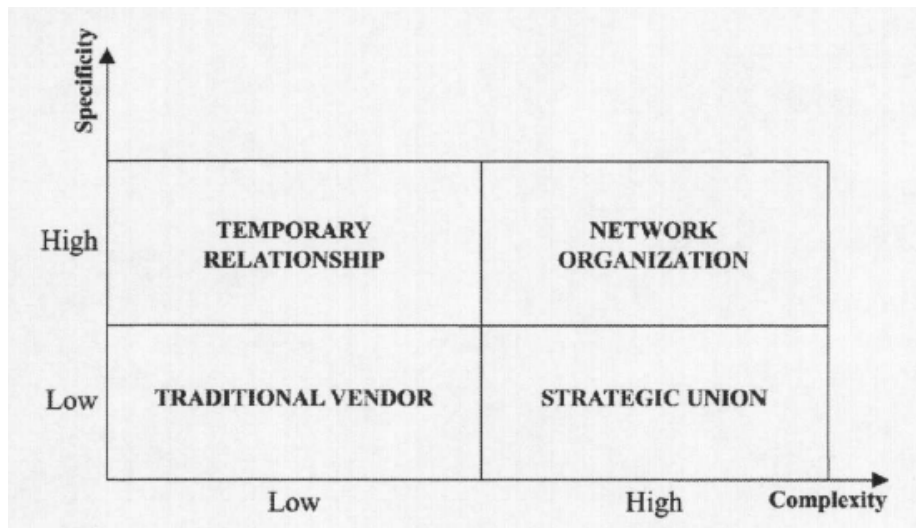 Specificity
High
TEMPORARY
RELATIONSHIP
NETWORK
ORGANIZATION
Low
TRADITIONAL VENDOR
STRATEGIC UNION
Low
High
Complexity